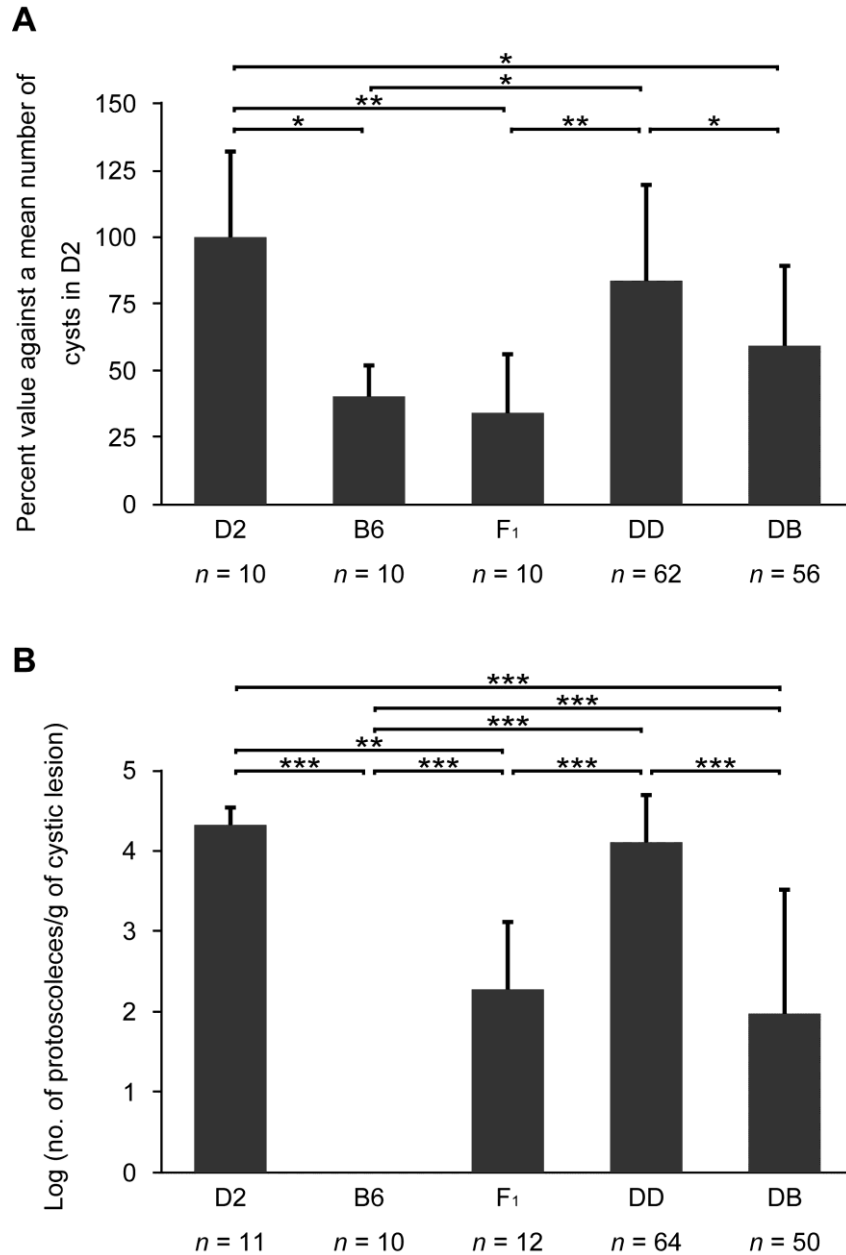 A
Percent value against a mean number of
cysts in D2
*
*
**
*
**
*
150
125
100
75
50
25
0
D2 B6 F₁ DD DB
n = 10 n = 10 n = 10 n = 62 n = 56
B
Log (no. of protoscoleces/g of cystic lesion)
***
***
***
**
*** *** *** ***
5
4
3
2
1
0
D2 B6 F₁ DD DB
n = 11 n = 10 n = 12 n = 64 n = 50